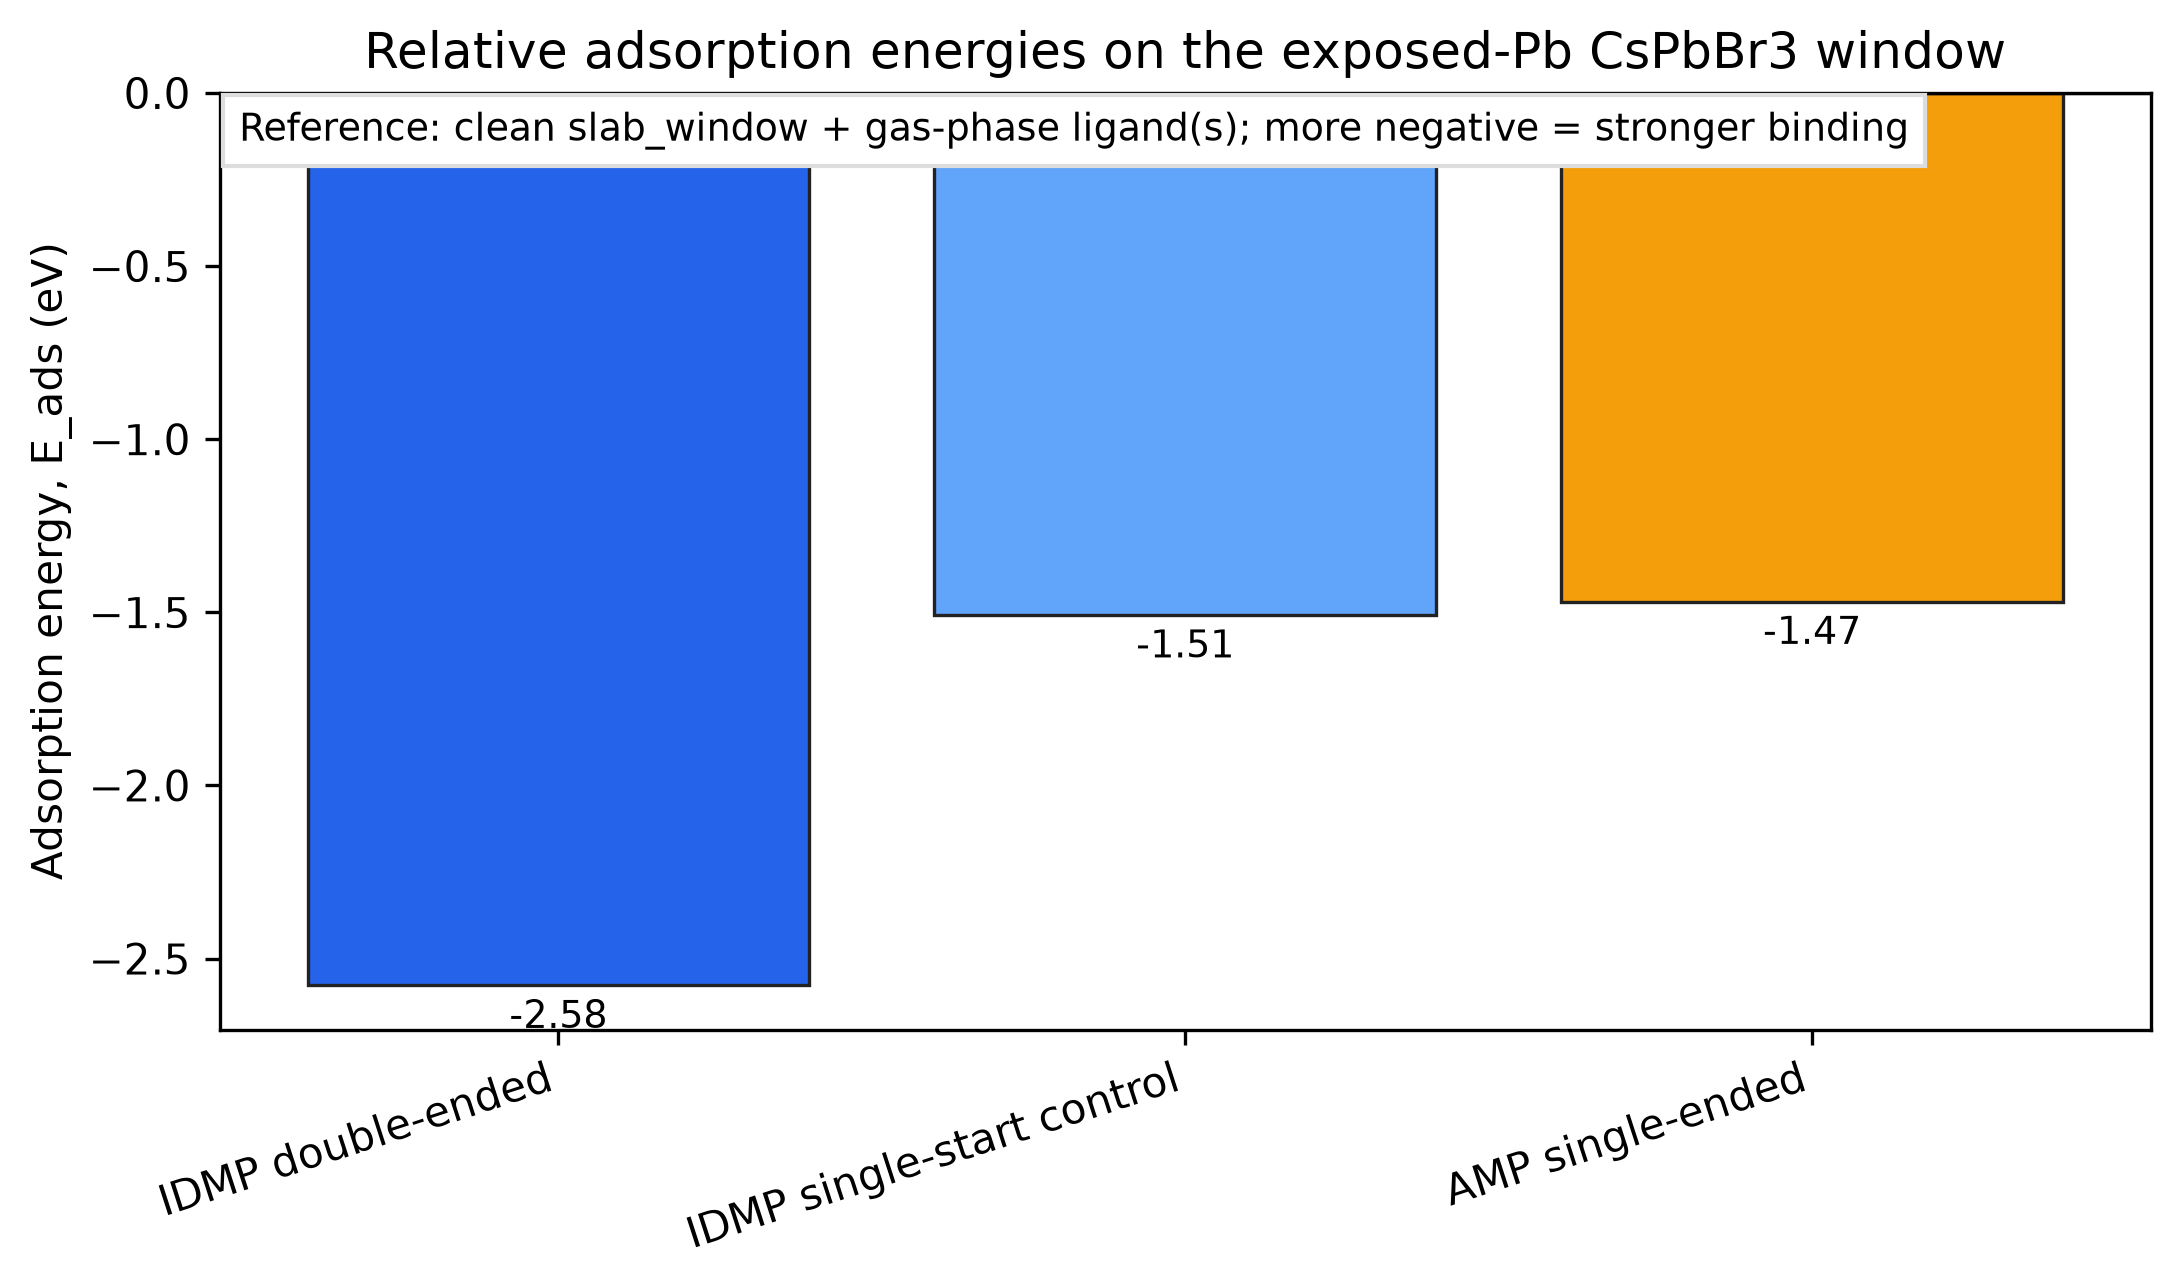 Relative adsorption energies on the exposed-Pb CsPbBr3 window
Reference: clean slab_window + gas-phase ligand(s); more negative = stronger binding
Adsorption energy, E_ads (eV)
0.0
−0.5
−1.0
−1.5
−2.0
−2.5
-2.58
-1.51
-1.47
IDMP double-ended
IDMP single-start control
AMP single-ended